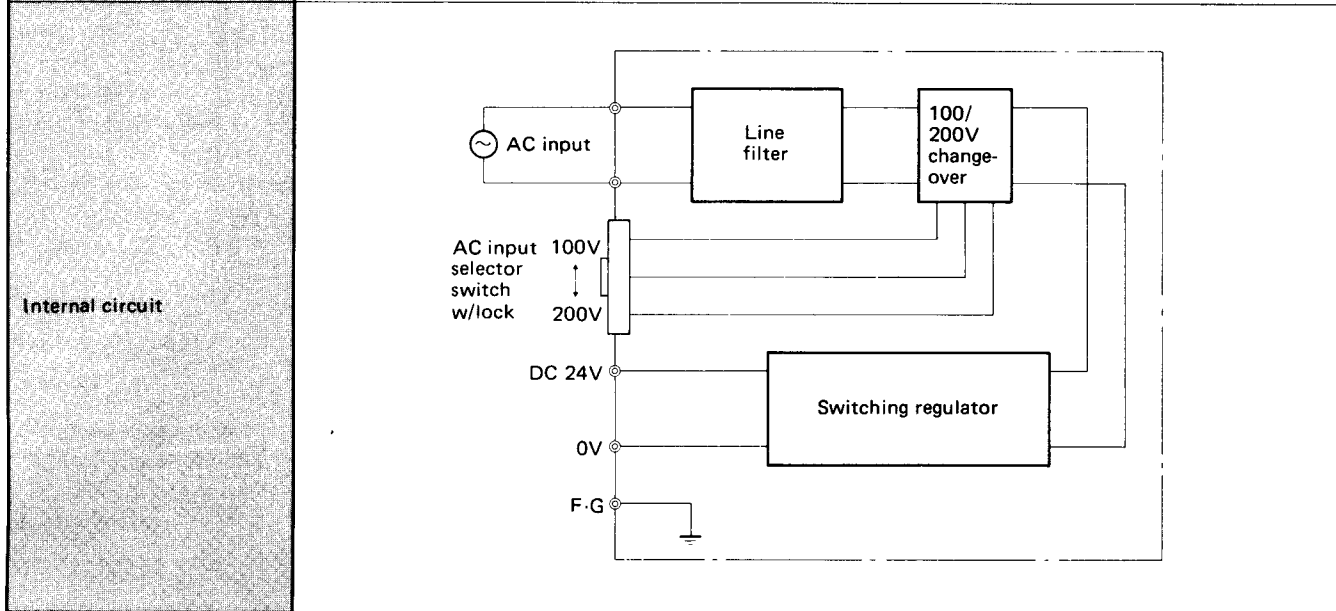 Internal circuit
AC input
Line
filter
100/
200V
change-
over
AC input
selector
switch
w/lock
100V
200V
DC 24V
0V
F·G
Switching regulator